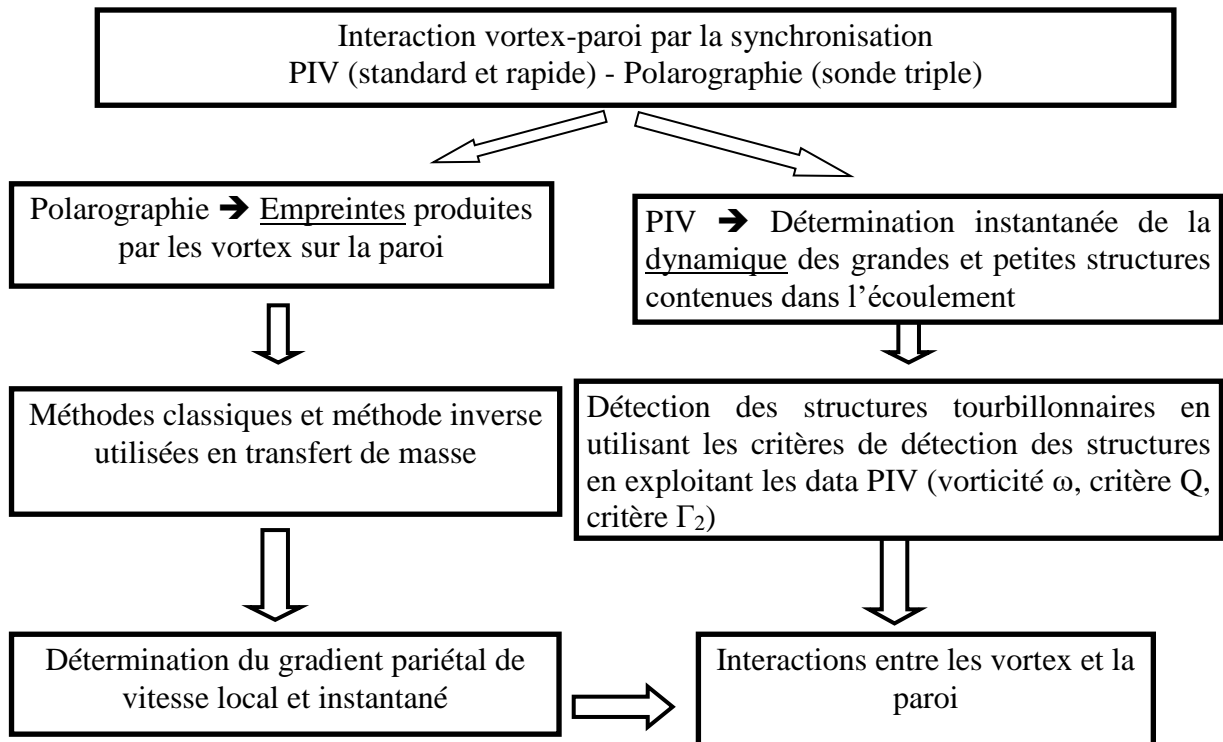 Interaction vortex-paroi par la synchronisation
PIV (standard et rapide) - Polarographie (sonde triple)
Polarographie ➔ Empreintes produites
par les vortex sur la paroi
PIV ➔ Détermination instantanée de la
dynamique des grandes et petites structures
contenues dans l’écoulement
Méthodes classiques et méthode inverse
utilisées en transfert de masse
Détection des structures tourbillonnaires en
utilisant les critères de détection des structures
en exploitant les data PIV (vorticité ω, critère Q,
critère Γ₂)
Détermination du gradient pariétal de
vitesse local et instantané
Interactions entre les vortex et la
paroi